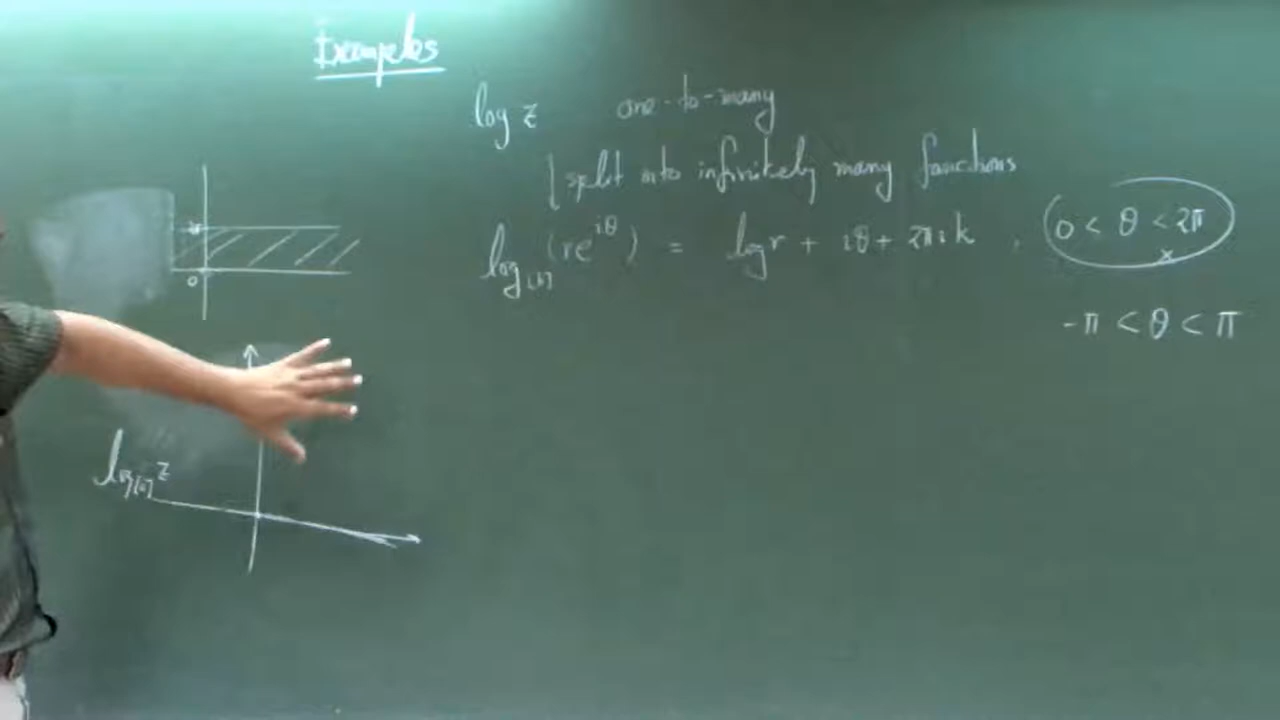 Examples
log z one-to-many
split into infinitely many functions
log[k] (re^{iθ}) = log r + iθ + 2πik , 0 < θ < 2π
x
-π < θ < π
0
log[k] z